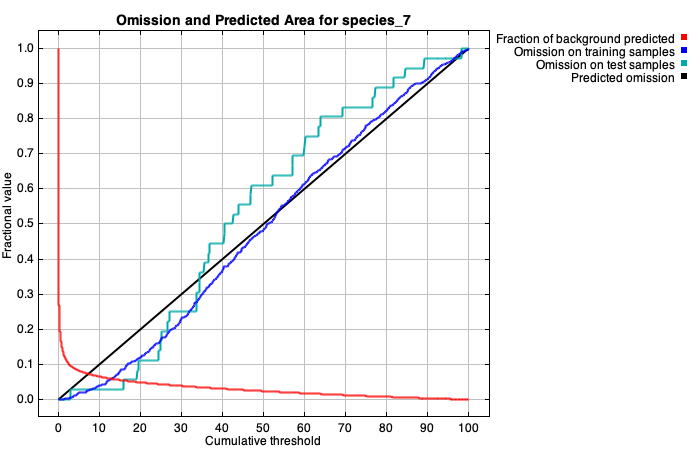 Omission and Predicted Area for species_7
Fraction of background predicted
Omission on training samples
Omission on test samples
Predicted omission
1.0
0.9
0.8
0.7
0.6
0.5
0.4
0.3
0.2
0.1
0.0
Fractional value
0 10 20 30 40 50 60 70 80 90 100
Cumulative threshold